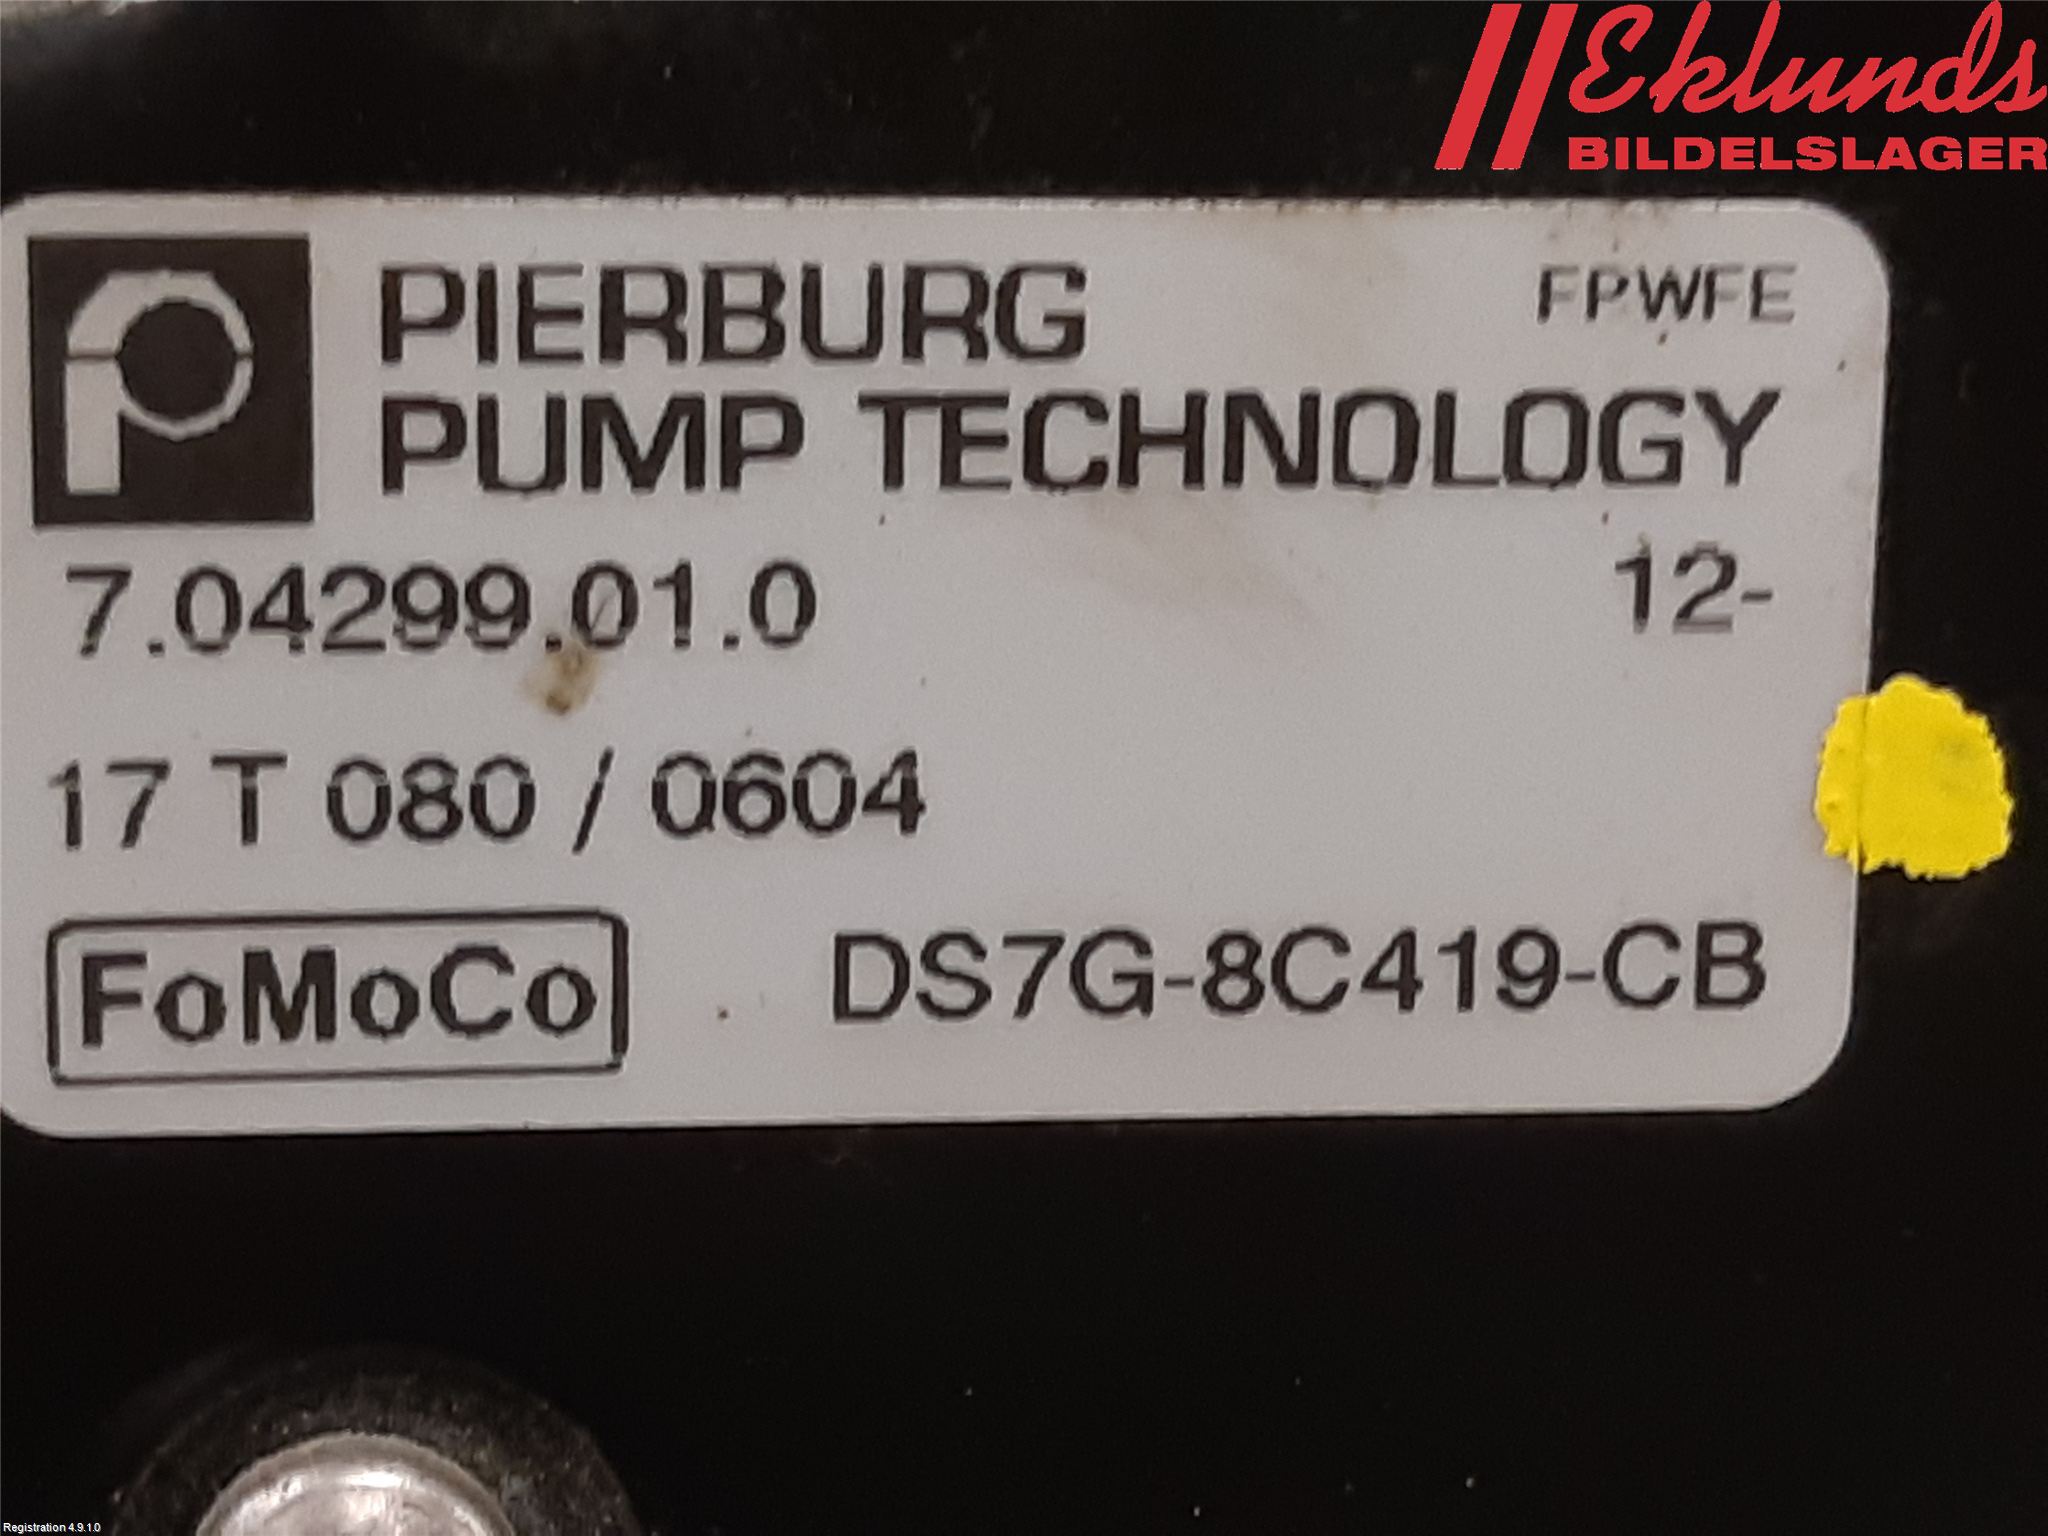 Eklunds
BILDELSLAGER
PIERBURG
FPWFE
PUMP TECHNOLOGY
7.04299.01.0
12-
17 T 080 / 0604
FoMoCo
DS7G-8C419-CB
Registration 4.9.1.0